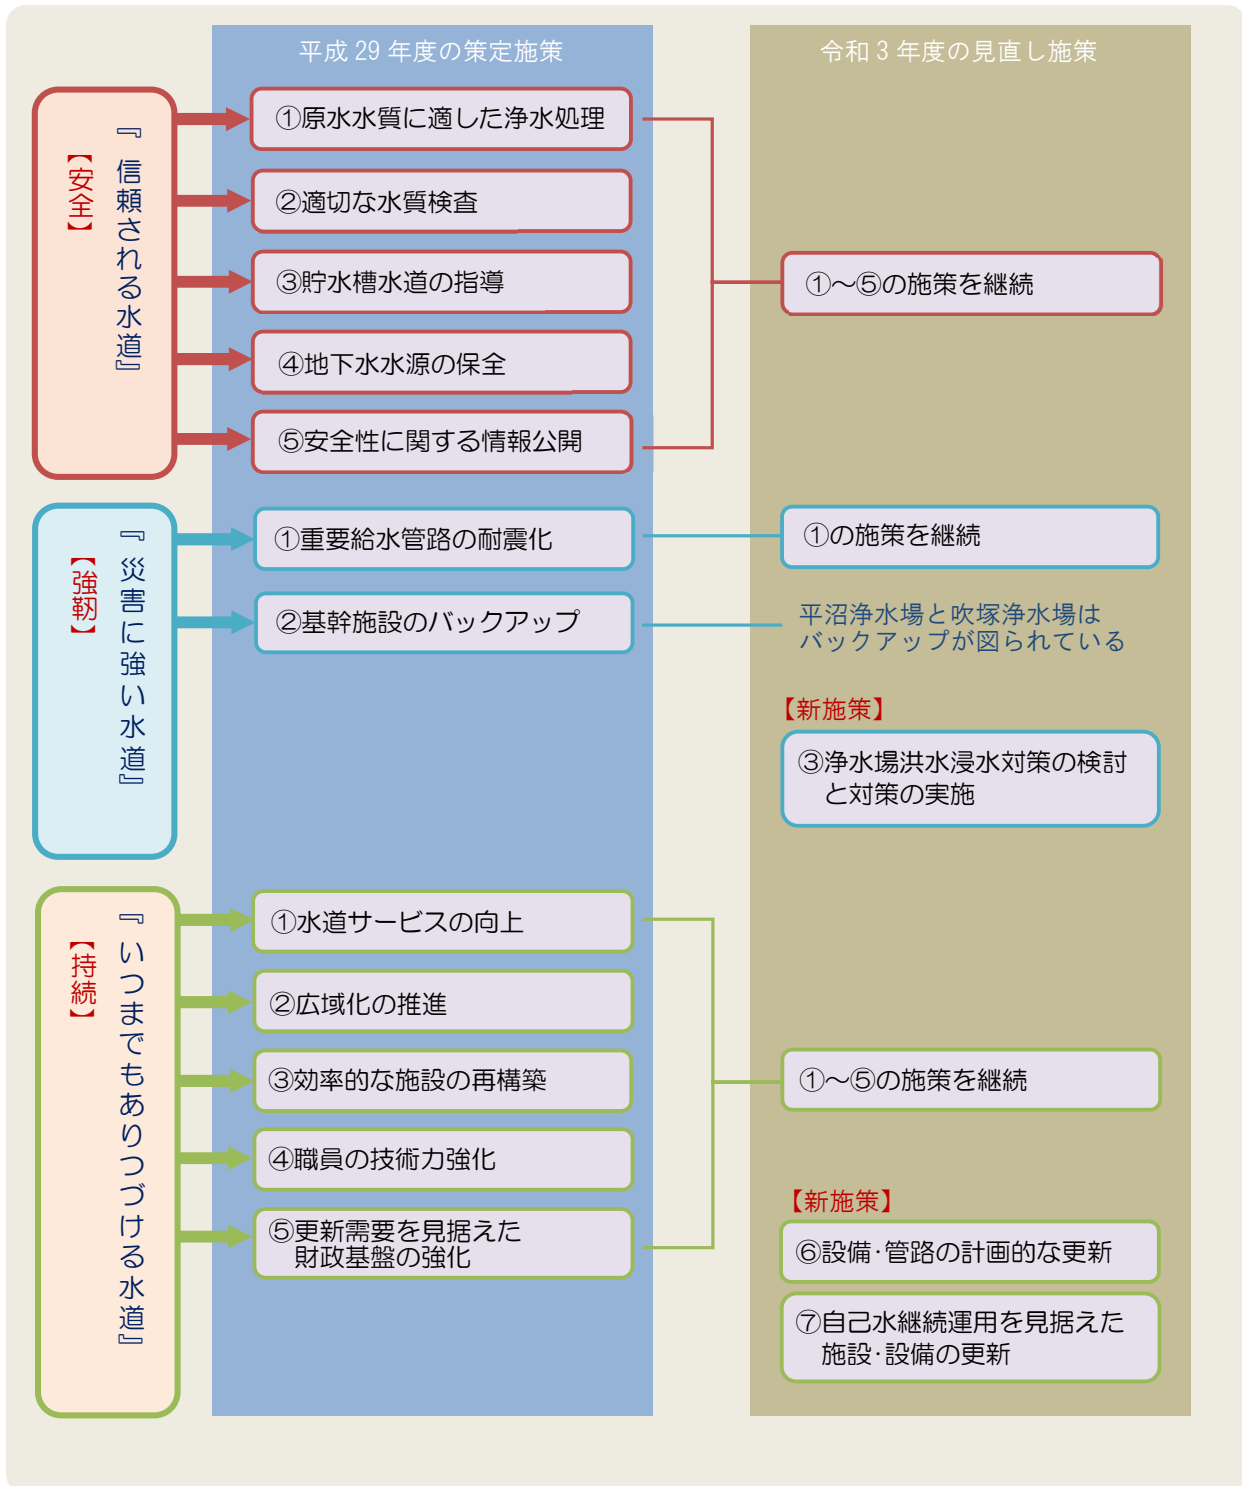 平成29年度の策定施策
令和3年度の見直し施策
『信頼される水道』
【安全】
①原水水質に適した浄水処理
②適切な水質検査
③貯水槽水道の指導
④地下水水源の保全
⑤安全性に関する情報公開
①～⑤の施策を継続
『災害に強い水道』
【強靭】
①重要給水管路の耐震化
②基幹施設のバックアップ
①の施策を継続
平沼浄水場と吹塚浄水場は
バックアップが図られている
【新施策】
③浄水場洪水浸水対策の検討
と対策の実施
『いつまでもありつづける水道』
【持続】
①水道サービスの向上
②広域化の推進
③効率的な施設の再構築
④職員の技術力強化
⑤更新需要を見据えた
財政基盤の強化
①～⑤の施策を継続
【新施策】
⑥設備・管路の計画的な更新
⑦自己水継続運用を見据えた
施設・設備の更新